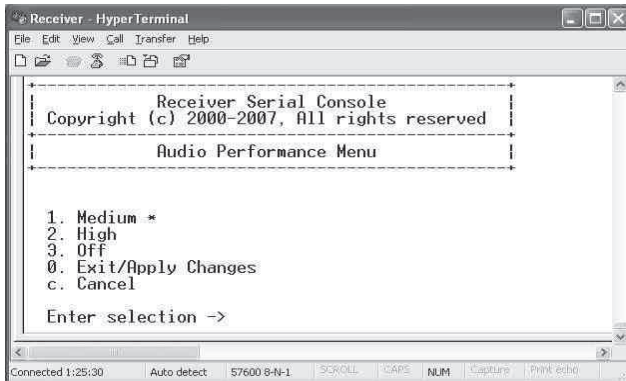 Receiver - HyperTerminal
File Edit View Call Transfer Help
Receiver Serial Console
Copyright (c) 2000-2007, All rights reserved
Audio Performance Menu
1. Medium *
2. High
3. Off
0. Exit/Apply Changes
c. Cancel
Enter selection ->
Connected 1:25:30 Auto detect 57600 8-N-1 SCROLL CAPS NUM Capture Print echo